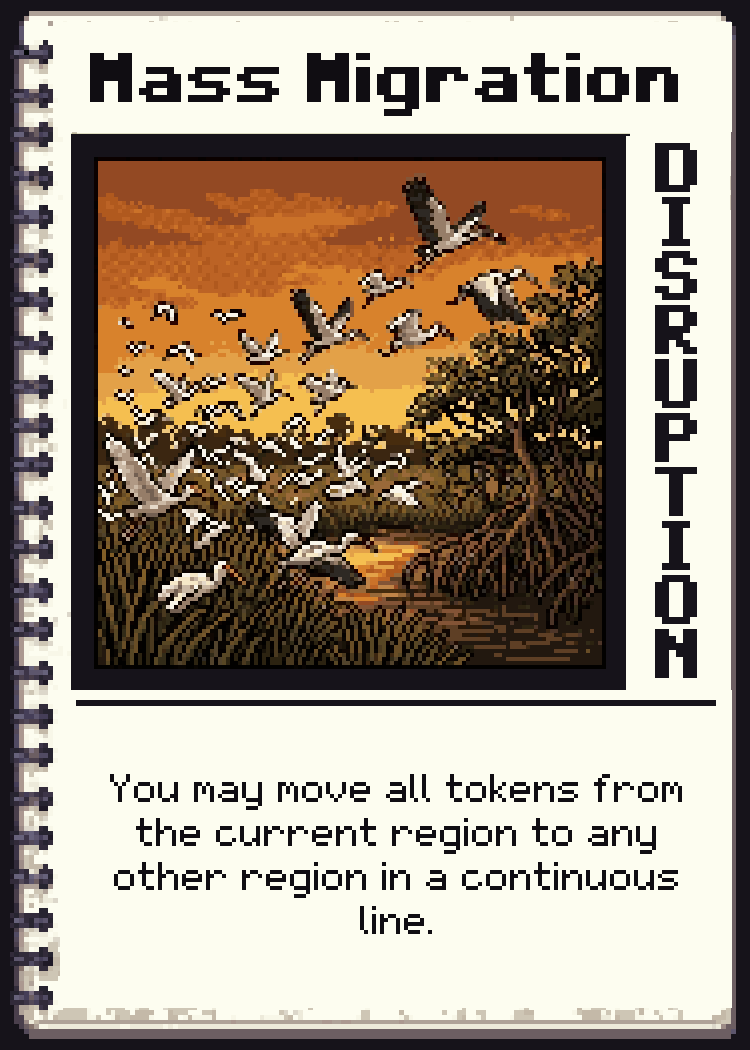 Mass Migration
DISRUPTION
You may move all tokens from
the current region to any
other region in a continuous
line.